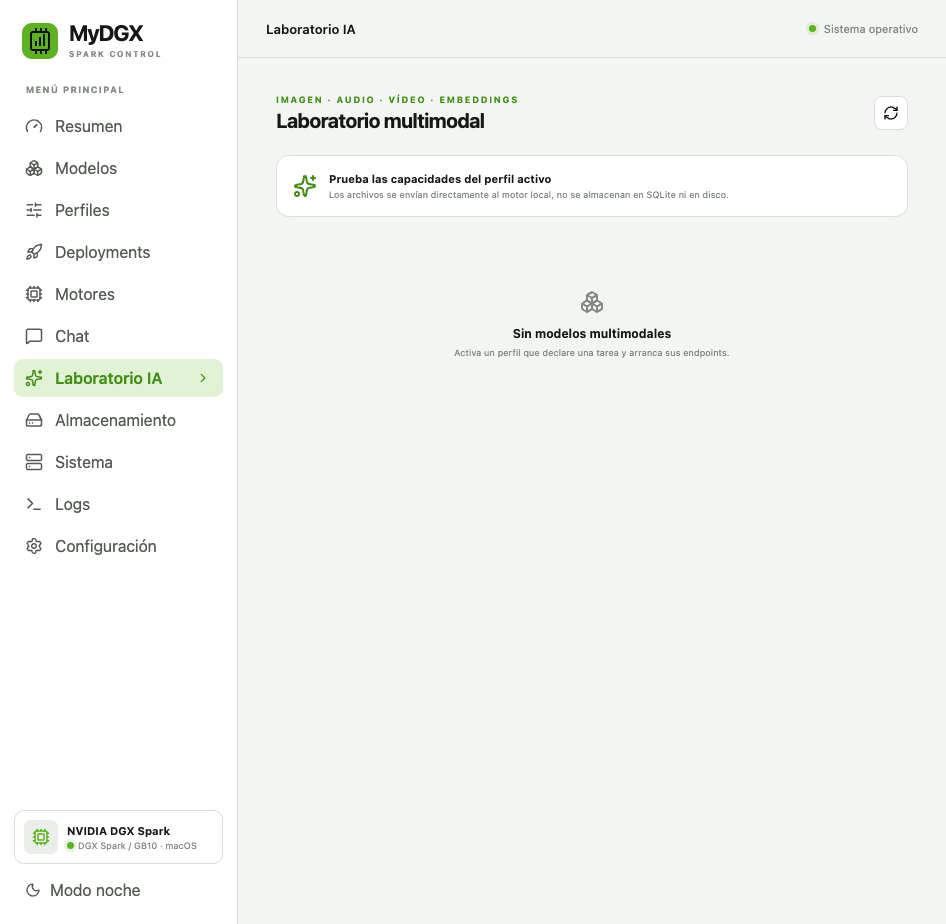 MyDGX
SPARK CONTROL
MENÚ PRINCIPAL
Resumen
Modelos
Perfiles
Deployments
Motores
Chat
Laboratorio IA
Almacenamiento
Sistema
Logs
Configuración
NVIDIA DGX Spark
DGX Spark / GB10 · macOS
Modo noche
Laboratorio IA
Sistema operativo
IMAGEN · AUDIO · VÍDEO · EMBEDDINGS
Laboratorio multimodal
Prueba las capacidades del perfil activo
Los archivos se envían directamente al motor local, no se almacenan en SQLite ni en disco.
Sin modelos multimodales
Activa un perfil que declare una tarea y arranca sus endpoints.